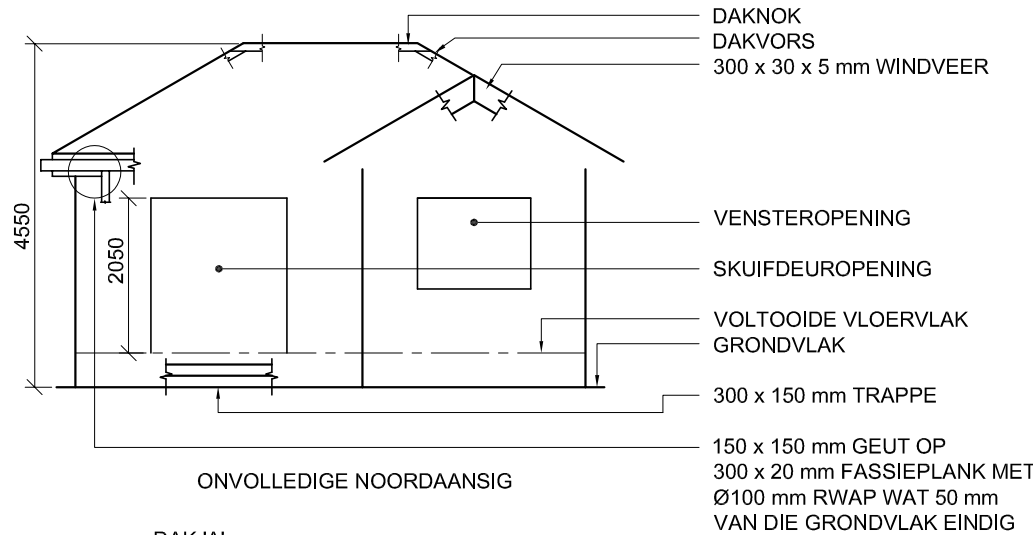 DAKNOK
DAKVORS
300 x 30 x 5 mm WINDVEER
4550
2050
VENSTEROPENING
SKUIFDEUROPENING
VOLTOOIDE VLOERVLAK
GRONDVLAK
300 x 150 mm TRAPPE
150 x 150 mm GEUT OP
300 x 20 mm FASSIEPLANK MET
Ø100 mm RWAP WAT 50 mm
VAN DIE GRONDVLAK EINDIG
ONVOLLEDIGE NOORDAANSIG